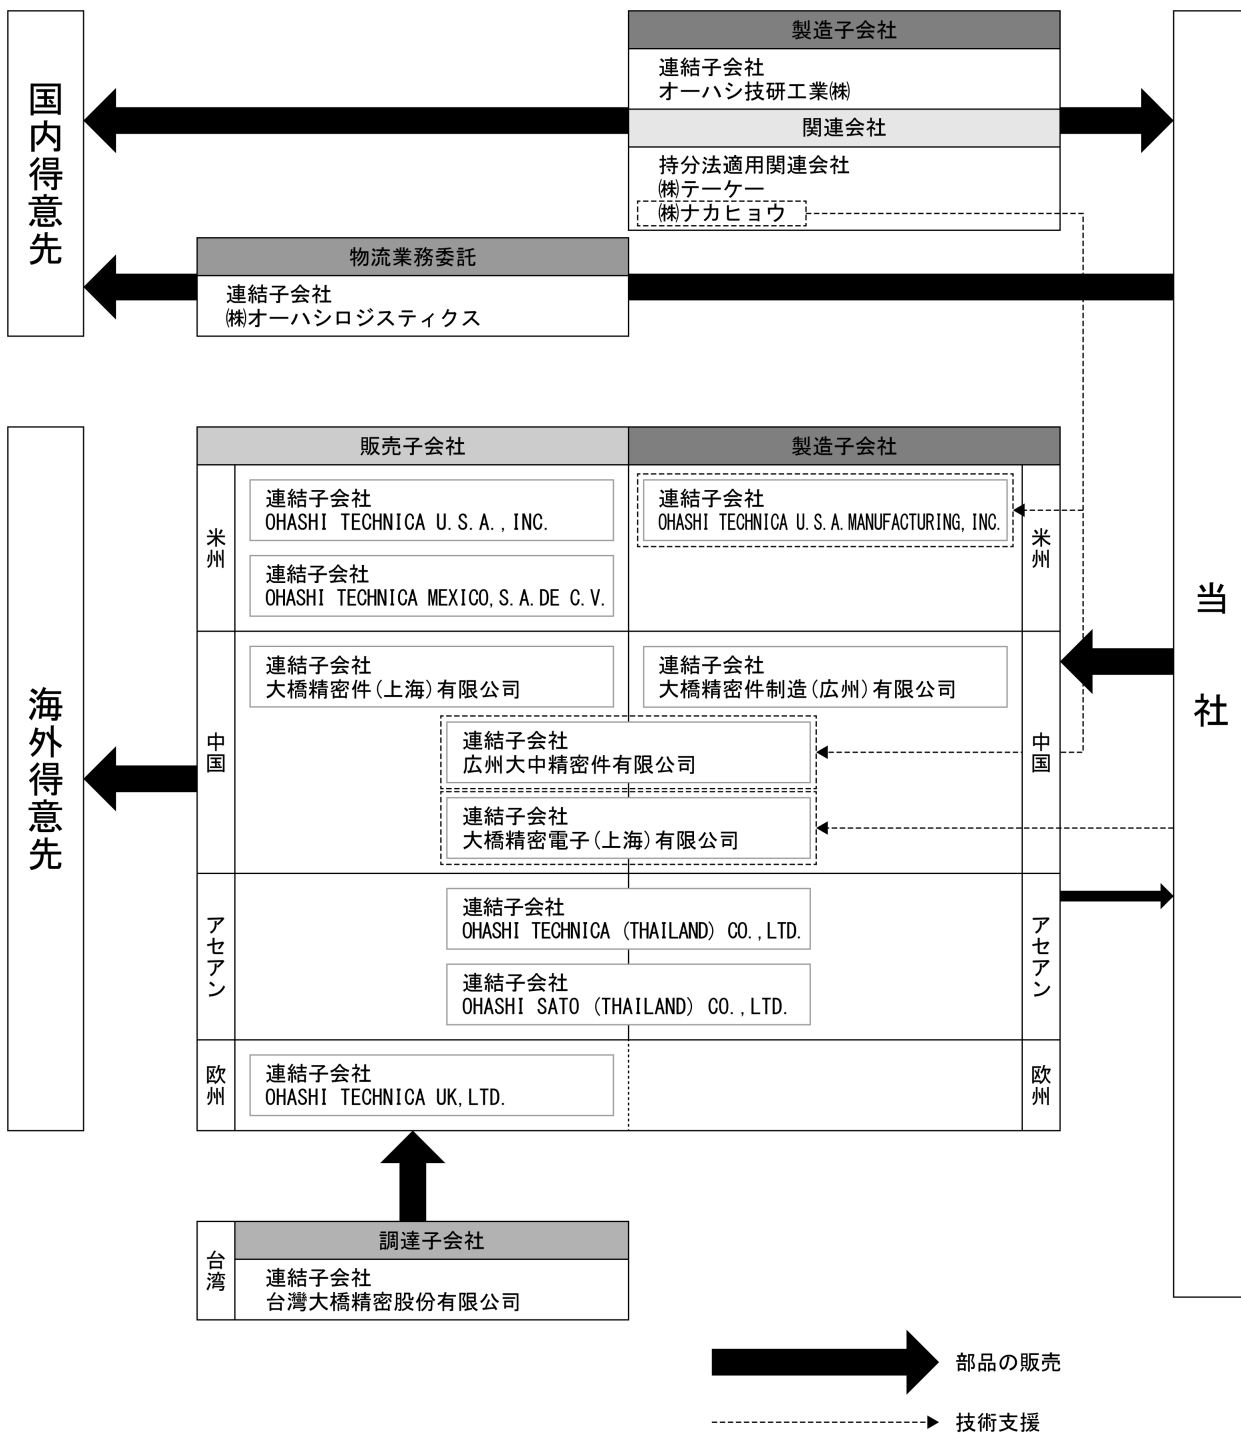 国内得意先
製造子会社
連結子会社
オーハシ技研工業㈱
関連会社
持分法適用関連会社
㈱テーケー
㈱ナカヒョウ
物流業務委託
連結子会社
㈱オーハシロジスティクス
当社
海外得意先
販売子会社
製造子会社
米州
連結子会社
OHASHI TECHNICA U.S.A.,INC.
連結子会社
OHASHI TECHNICA MEXICO,S.A.DE C.V.
連結子会社
OHASHI TECHNICA U.S.A.MANUFACTURING,INC.
米州
中国
連結子会社
大橋精密件(上海)有限公司
連結子会社
大橋精密件制造(広州)有限公司
連結子会社
広州大中精密件有限公司
連結子会社
大橋精密電子(上海)有限公司
中国
アセアン
連結子会社
OHASHI TECHNICA (THAILAND) CO.,LTD.
連結子会社
OHASHI SATO (THAILAND) CO.,LTD.
アセアン
欧州
連結子会社
OHASHI TECHNICA UK,LTD.
欧州
台湾
調達子会社
連結子会社
台灣大橋精密股份有限公司
部品の販売
技術支援